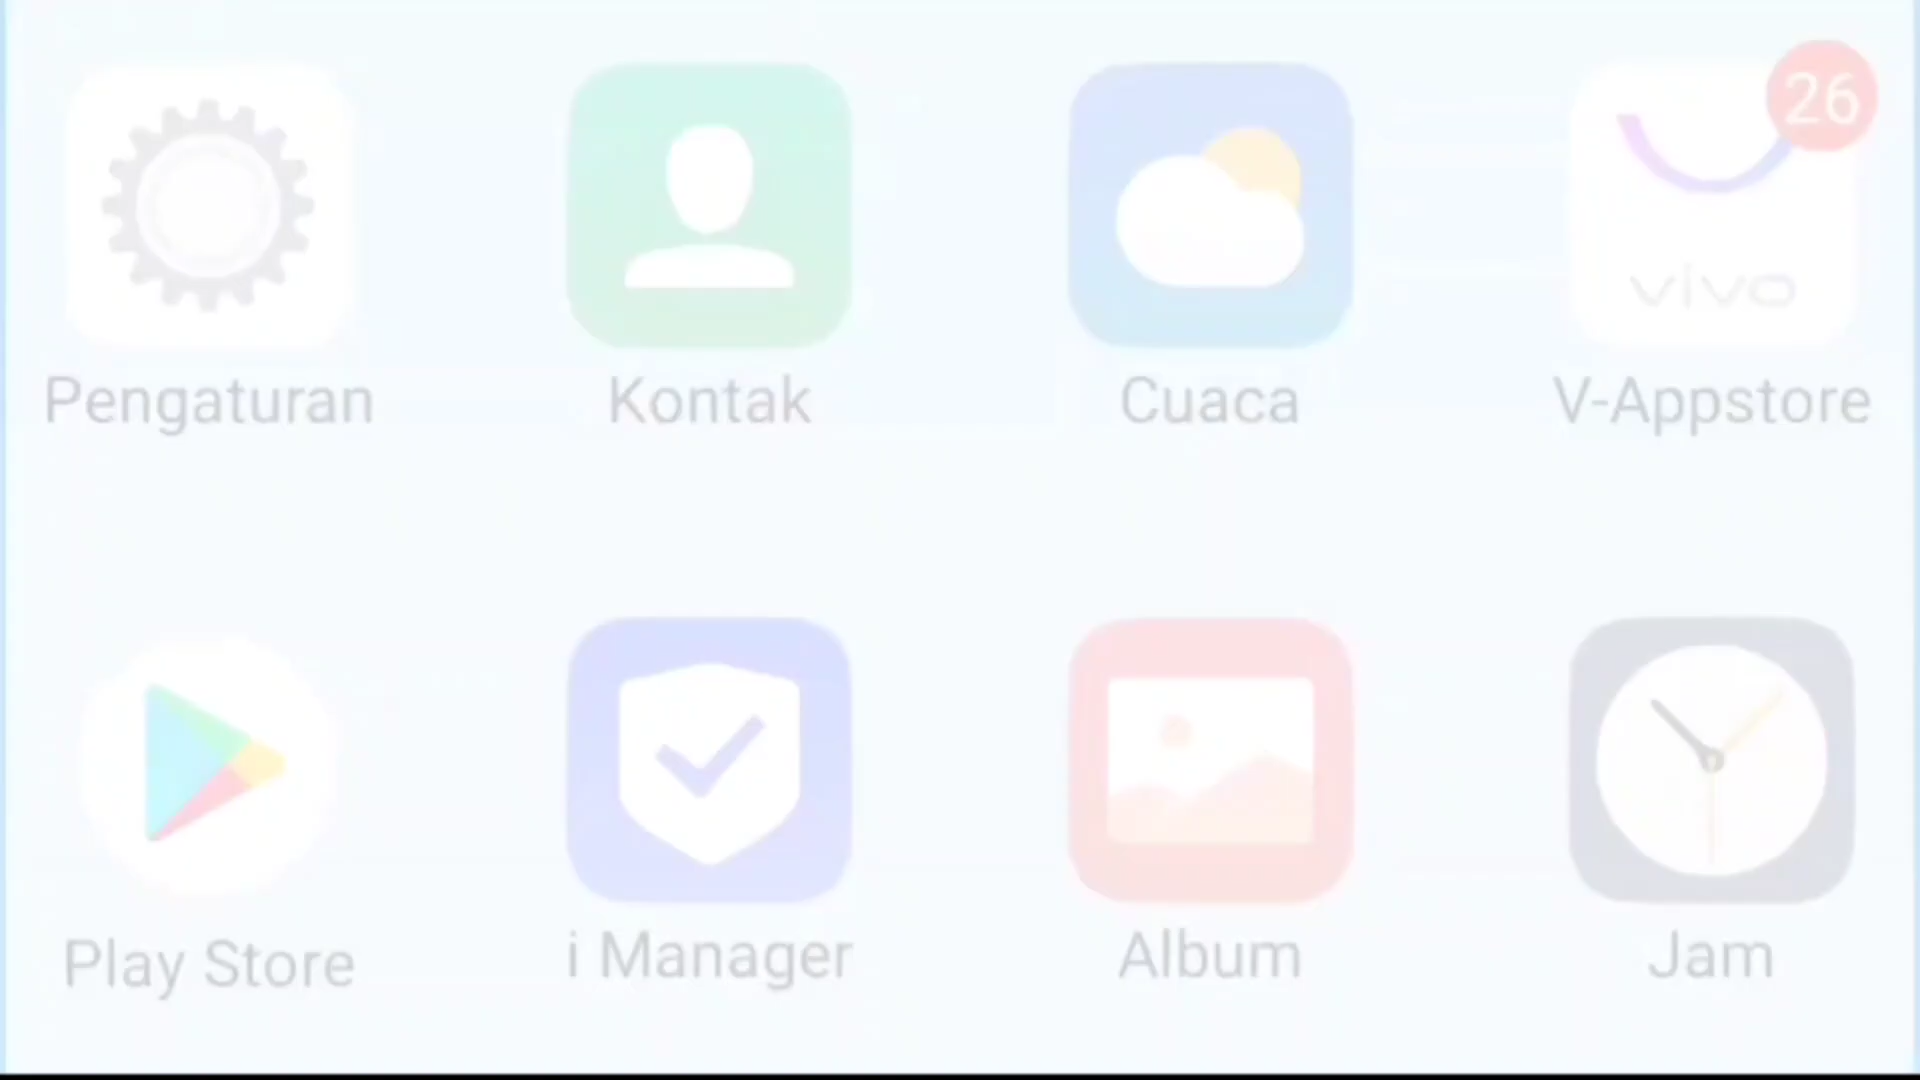 26
vivo
Pengaturan
Kontak
Cuaca
V-Appstore
Play Store
i Manager
Album
Jam